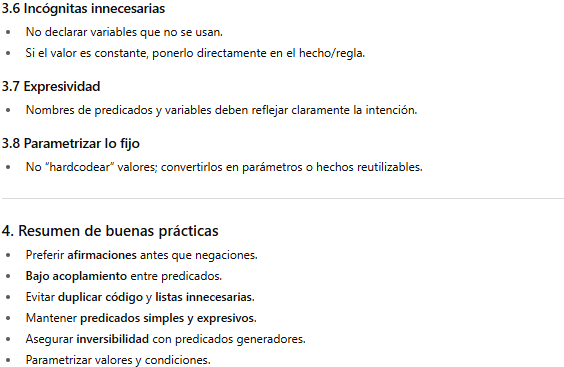 3.6 Incógnitas innecesarias
• No declarar variables que no se usan.
• Si el valor es constante, ponerlo directamente en el hecho/regla.
3.7 Expresividad
• Nombres de predicados y variables deben reflejar claramente la intención.
3.8 Parametrizar lo fijo
• No “hardcodear” valores; convertirlos en parámetros o hechos reutilizables.
4. Resumen de buenas prácticas
• Preferir afirmaciones antes que negaciones.
• Bajo acoplamiento entre predicados.
• Evitar duplicar código y listas innecesarias.
• Mantener predicados simples y expresivos.
• Asegurar inversibilidad con predicados generadores.
• Parametrizar valores y condiciones.